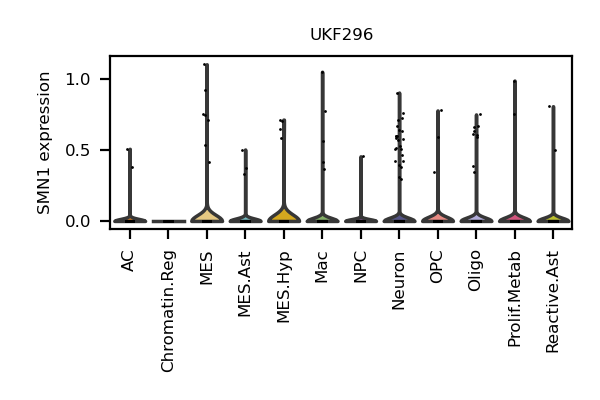 UKF296
SMN1 expression
1.0
0.5
0.0
AC
Chromatin.Reg
MES
MES.Ast
MES.Hyp
Mac
NPC
Neuron
OPC
Oligo
Prolif.Metab
Reactive.Ast